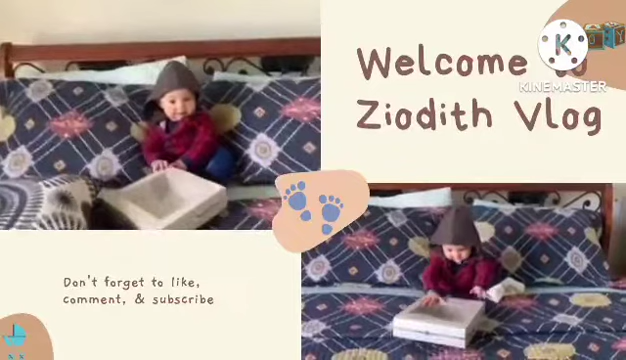 Welcome to
Ziodith Vlog
K
KINEMASTER
Don't forget to like,
comment, & subscribe